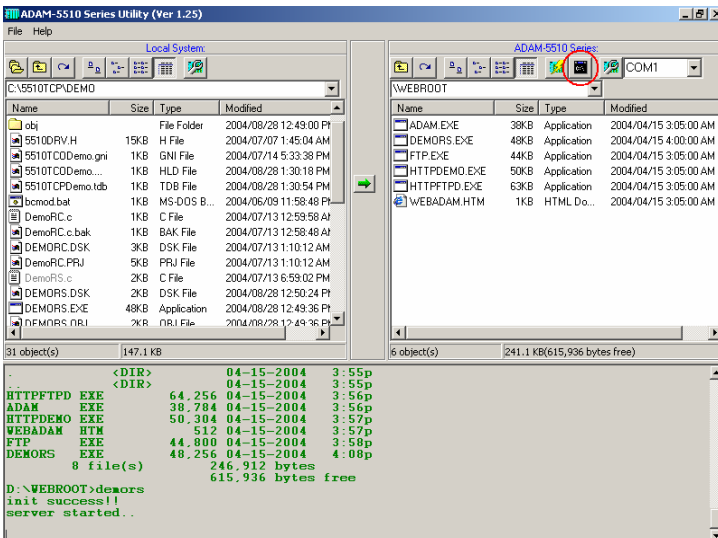 ADAM-5510 Series Utility (Ver 1.25)
File Help
Local System:
C:\5510TCP\DEMO
Name Size Type Modified
obj File Folder 2004/08/28 12:49:00 P
5510DRV.H 15KB H File 2004/07/07 1:45:04 AM
5510TCODemo.gni 1KB GNI File 2004/07/14 5:33:38 PM
5510TCODemo.... 1KB HLD File 2004/08/28 1:30:18 PM
5510TCPDemo.tdb 1KB TDB File 2004/08/28 1:30:54 PM
bcmod.bat 1KB MS-DOS B... 2004/06/09 11:58:48 P
DemoRC.c 1KB C File 2004/07/13 12:59:58 A
DemoRC.c.bak 1KB BAK File 2004/07/13 12:58:48 A
DEMORC.DSK 3KB DSK File 2004/07/13 1:10:12 AM
DemoRC.PRJ 5KB PRJ File 2004/07/13 1:10:12 AM
DemoRS.c 2KB C File 2004/07/13 6:59:02 PM
DEMORS.DSK 2KB DSK File 2004/08/28 12:50:24 P
DEMORS.EXE 48KB Application 2004/08/28 12:49:36 P
DEMORS.OBJ 2KB OBJ File 2004/08/28 12:49:36 P
31 object(s) 147.1 KB
ADAM-5510 Series:
COM1
\WEBROOT
Name Size Type Modified
ADAM.EXE 38KB Application 2004/04/15 3:05:00 AM
DEMORS.EXE 48KB Application 2004/04/15 4:00:00 AM
FTP.EXE 44KB Application 2004/04/15 3:05:00 AM
HTTPDEMO.EXE 50KB Application 2004/04/15 3:05:00 AM
HTTPFTPD.EXE 63KB Application 2004/04/15 3:05:00 AM
WEBADAM.HTM 1KB HTML Do... 2004/04/15 3:05:00 AM
6 object(s) 241.1 KB(615,936 bytes free)
. <DIR> 04-15-2004 3:55p
.. <DIR> 04-15-2004 3:55p
HTTPFTPD EXE 64,256 04-15-2004 3:56p
ADAM EXE 38,784 04-15-2004 3:56p
HTTPDEMO EXE 50,304 04-15-2004 3:57p
WEBADAM HTM 512 04-15-2004 3:57p
FTP EXE 44,800 04-15-2004 3:58p
DEMORS EXE 48,256 04-15-2004 4:08p
8 file(s) 246,912 bytes
615,936 bytes free
D:\WEBROOT>demors
init success!!
server started..